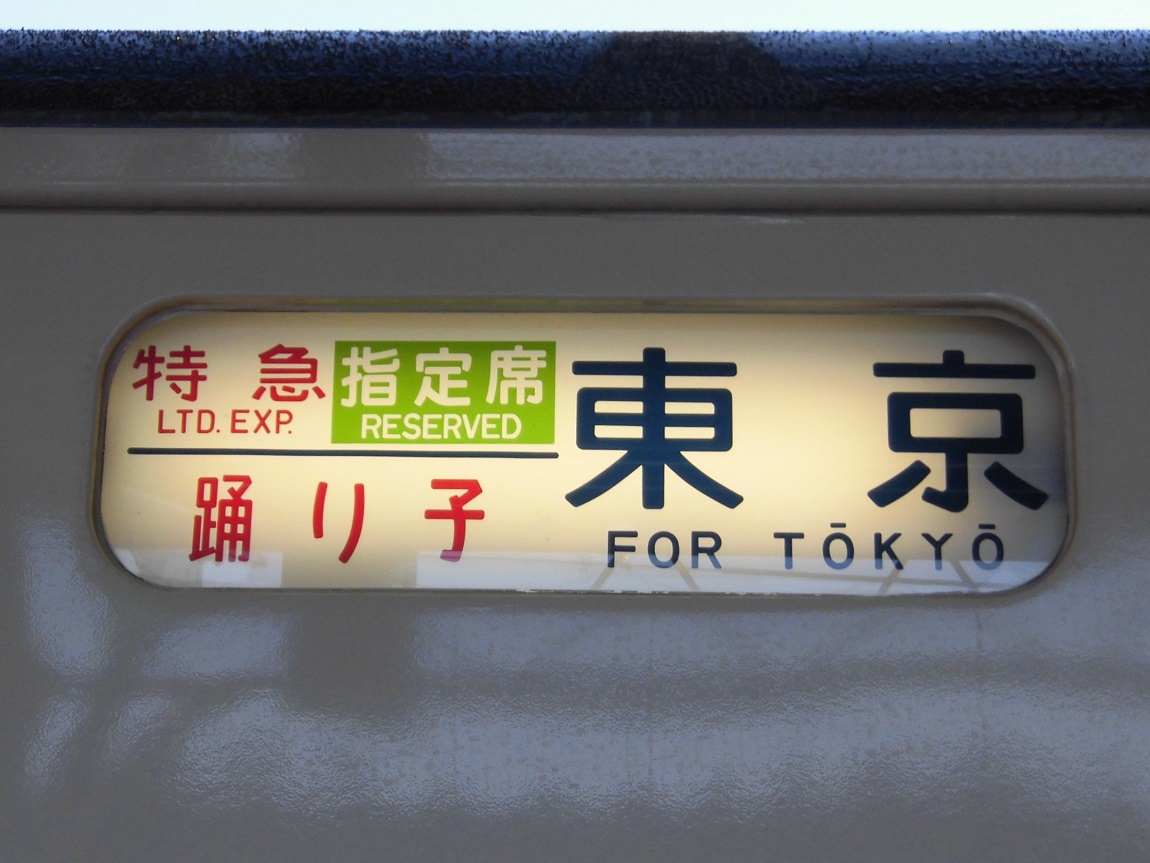 特急
LTD. EXP.
指定席
RESERVED
踊り子
東京
FOR TŌKYŌ